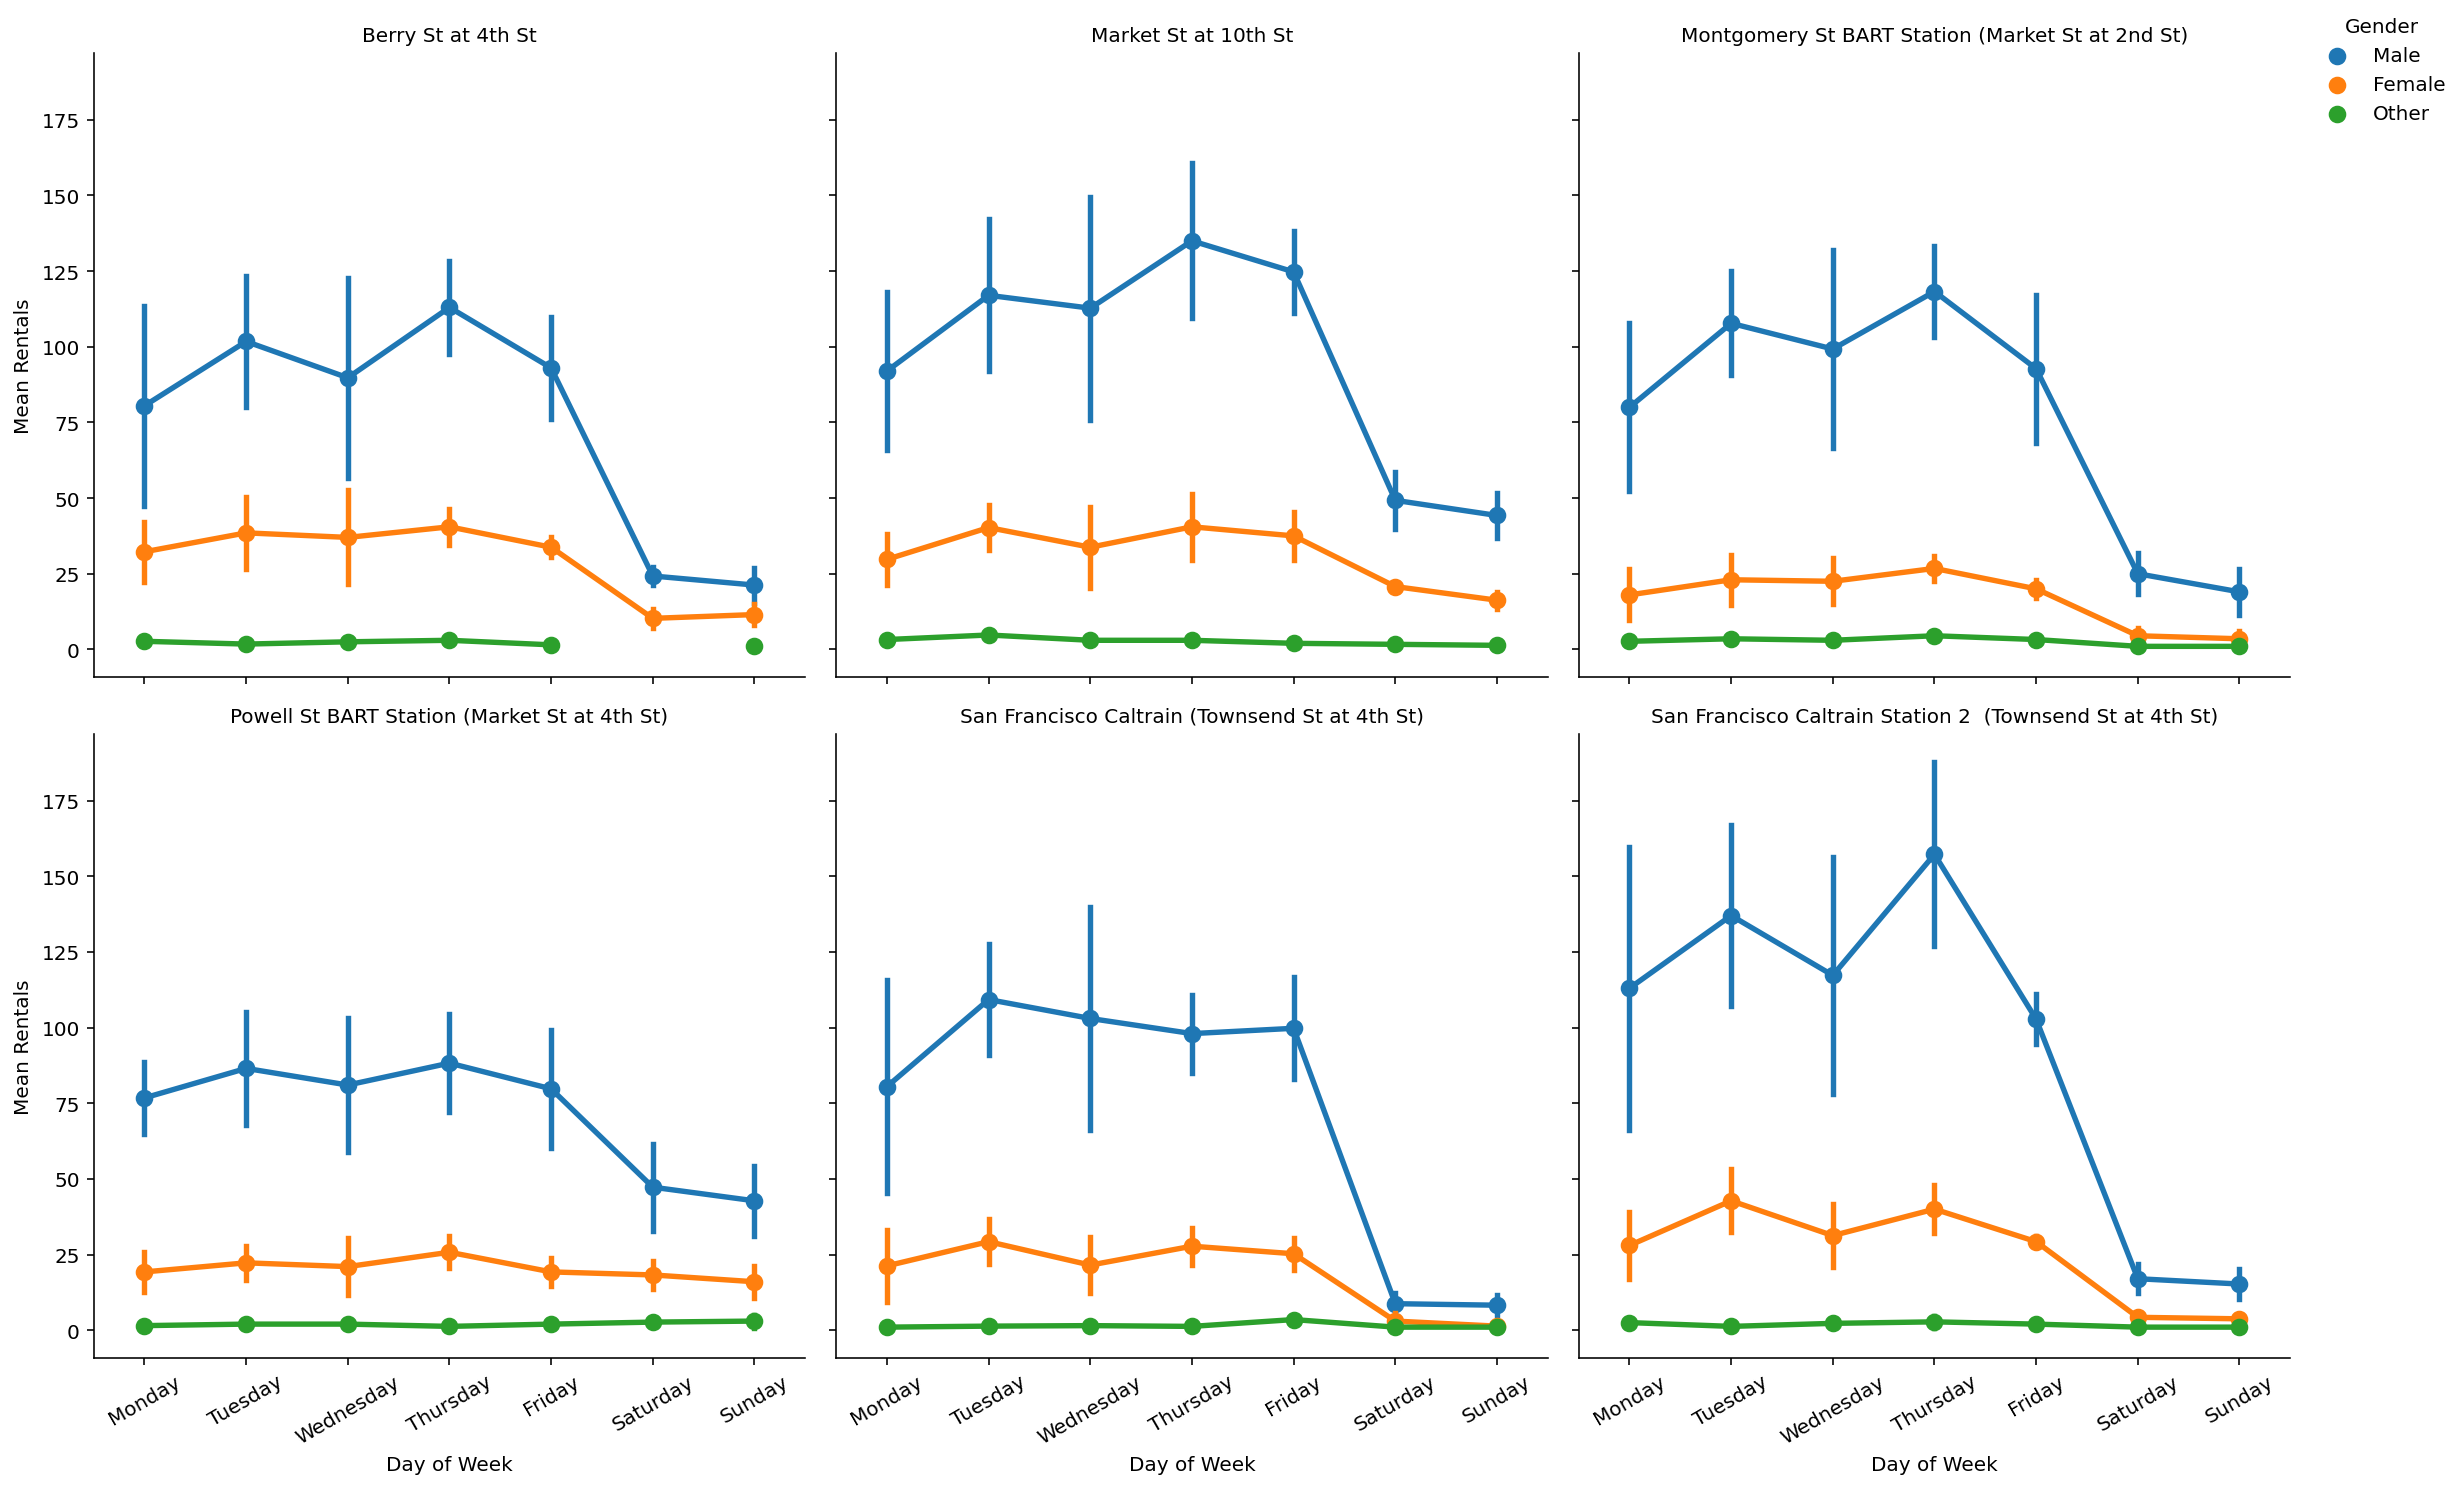 Berry St at 4th St
Market St at 10th St
Montgomery St BART Station (Market St at 2nd St)
Gender
Male
Female
Other
Mean Rentals
175
150
125
100
75
50
25
0
Powell St BART Station (Market St at 4th St)
San Francisco Caltrain (Townsend St at 4th St)
San Francisco Caltrain Station 2  (Townsend St at 4th St)
Mean Rentals
175
150
125
100
75
50
25
0
Monday Tuesday Wednesday Thursday Friday Saturday Sunday
Monday Tuesday Wednesday Thursday Friday Saturday Sunday
Monday Tuesday Wednesday Thursday Friday Saturday Sunday
Day of Week
Day of Week
Day of Week